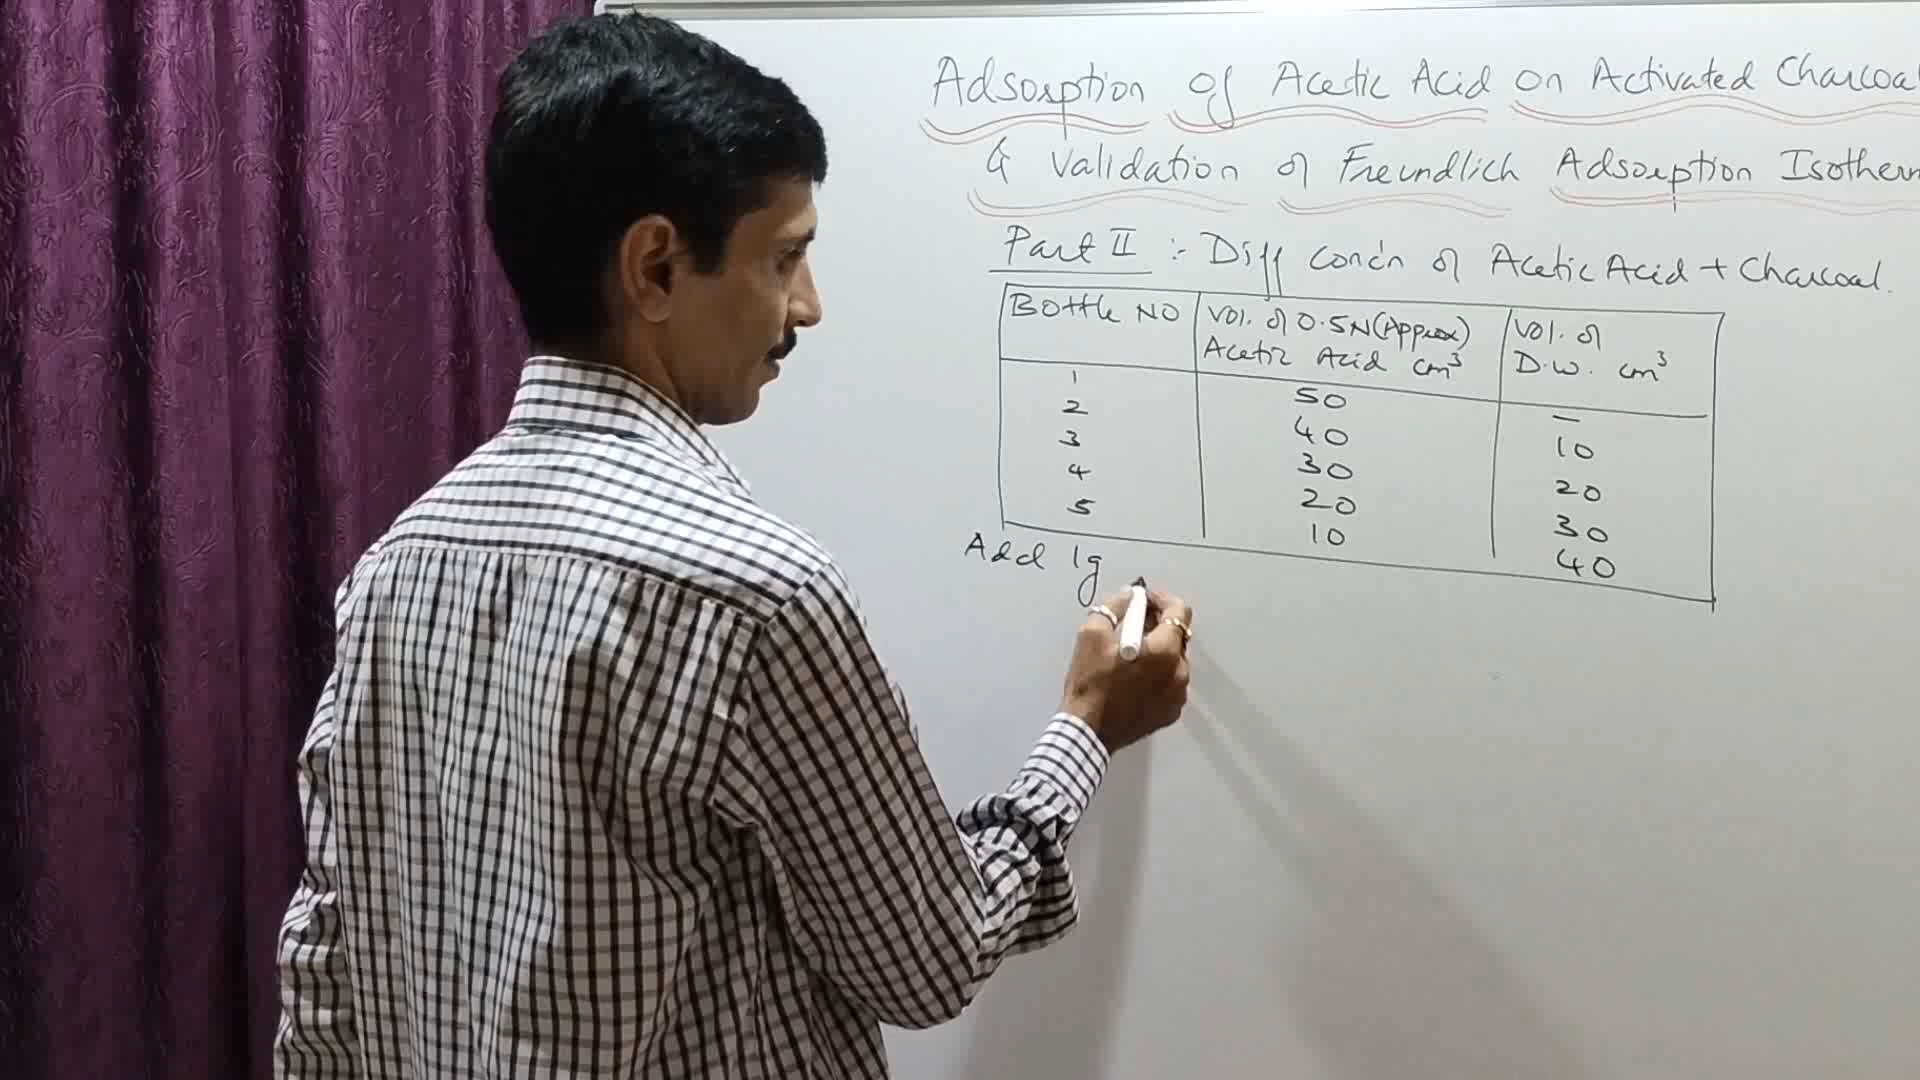 Adsorption of Acetic Acid on Activated Charcoal
& Validation of Freundlich Adsorption Isotherm
Part II :- Diff conc'n of Acetic Acid + Charcoal.
Bottle NO Vol. of 0.5N(Approx) Acetic Acid cm³ Vol. of D.W. cm³
1 50 —
2 40 10
3 30 20
4 20 30
5 10 40
Add 1g